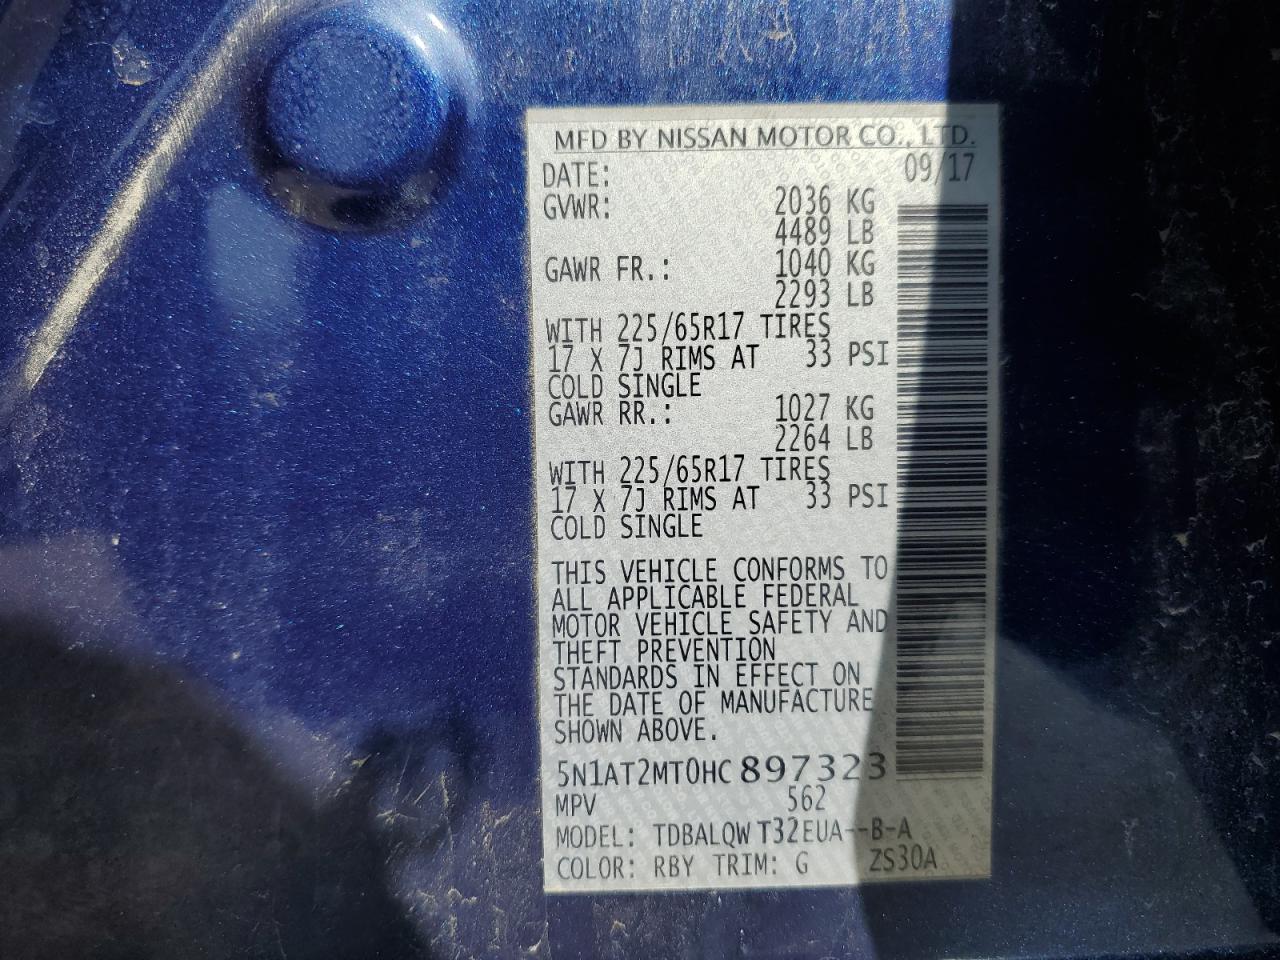 MFD BY NISSAN MOTOR CO., LTD.
DATE: 09/17
GVWR: 2036 KG
4489 LB
GAWR FR.: 1040 KG
2293 LB
WITH 225/65R17 TIRES
17 X 7J RIMS AT 33 PSI
COLD SINGLE
GAWR RR.: 1027 KG
2264 LB
WITH 225/65R17 TIRES
17 X 7J RIMS AT 33 PSI
COLD SINGLE
THIS VEHICLE CONFORMS TO
ALL APPLICABLE FEDERAL
MOTOR VEHICLE SAFETY AND
THEFT PREVENTION
STANDARDS IN EFFECT ON
THE DATE OF MANUFACTURE
SHOWN ABOVE.
5N1AT2MT0HC 897323
MPV 562
MODEL: TDBALQW T32EUA--B-A
COLOR: RBY TRIM: G ZS30A